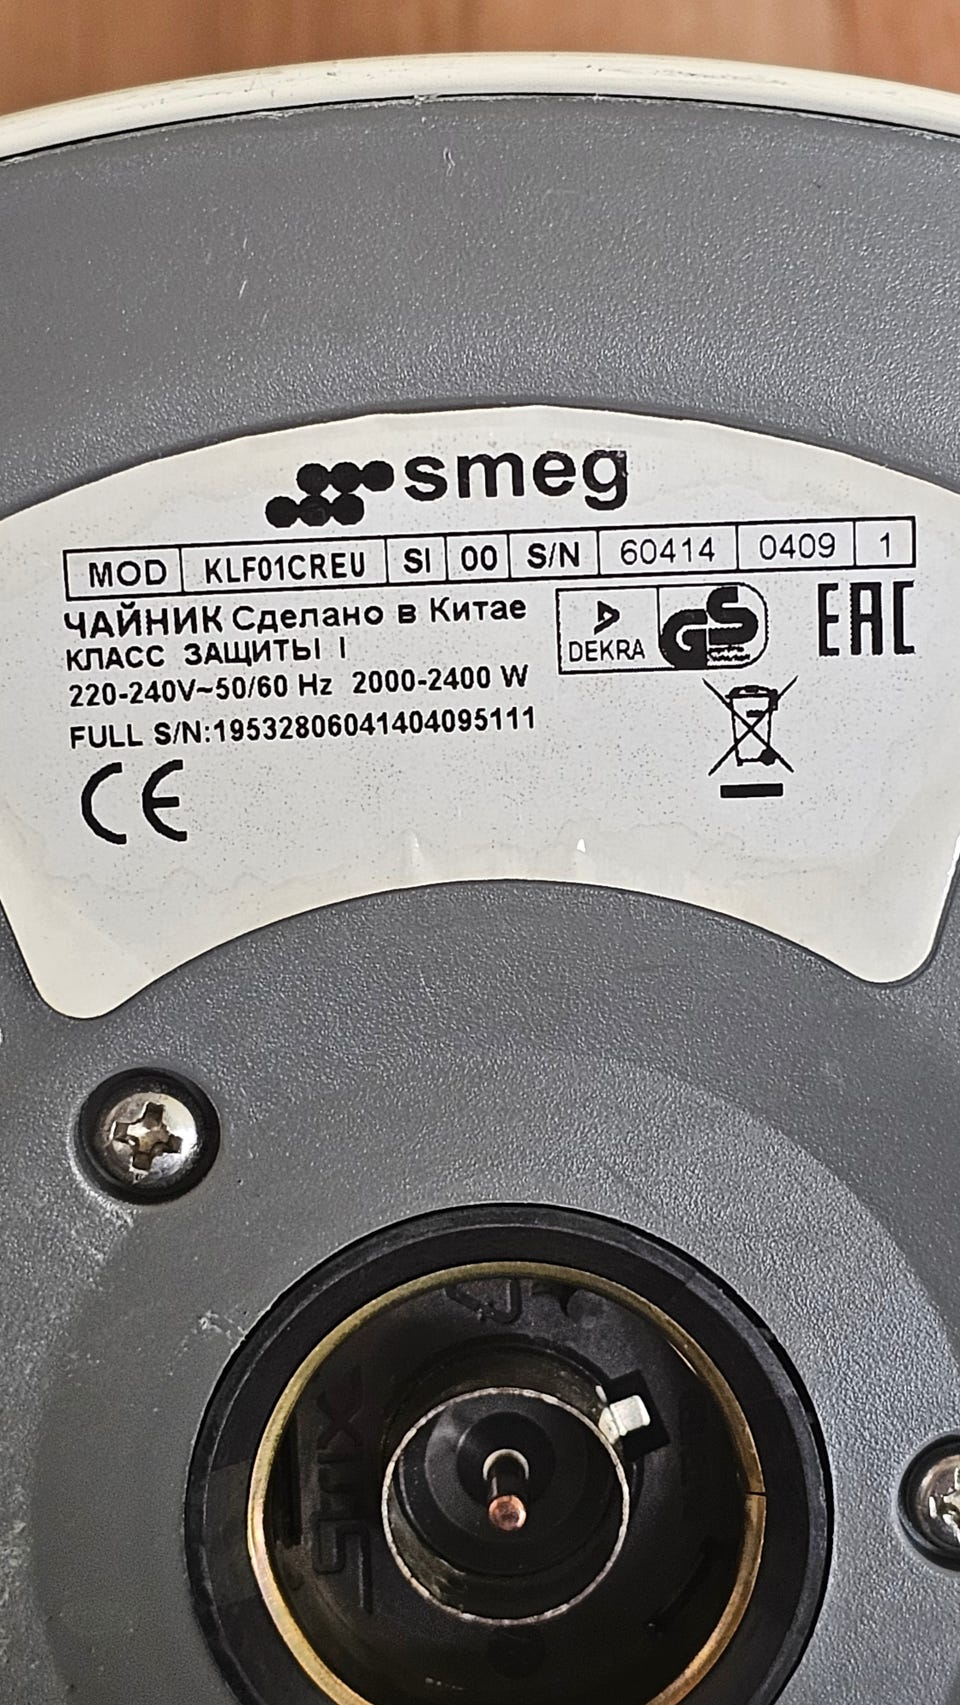 smeg
MOD KLF01CREU SI 00 S/N 60414 0409 1
ЧАЙНИК Сделано в Китае
КЛАСС ЗАЩИТЫ I
220-240V~50/60 Hz 2000-2400 W
FULL S/N:19532806041404095111
DEKRA
GS
EAC
CE
Strix